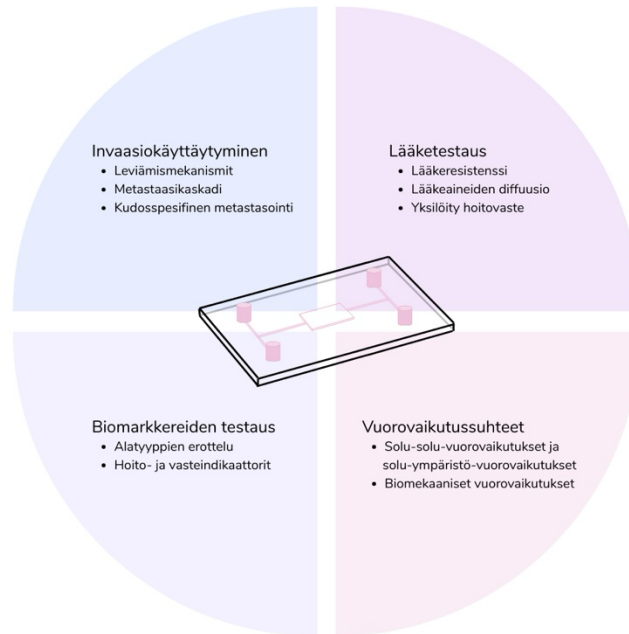 Invaasiokäyttäytyminen
• Leviämismekanismit
• Metastaasikaskadi
• Kudosspesifinen metastasointi
Lääketestaus
• Lääkeresistenssi
• Lääkeaineiden diffuusio
• Yksilöity hoitovaste
Biomarkkereiden testaus
• Alatyyppien erottelu
• Hoito- ja vasteindikaattorit
Vuorovaikutussuhteet
• Solu-solu-vuorovaikutukset ja
solu-ympäristö-vuorovaikutukset
• Biomekaaniset vuorovaikutukset